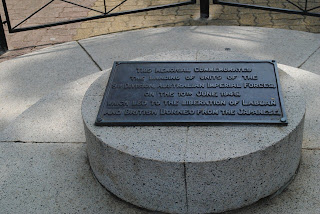 THIS MEMORIAL COMMEMORATES
THE LANDING OF UNITS OF THE
AUSTRALIAN IMPERIAL FORCES
ON THE 10TH JUNE 1945
WHICH LED TO THE LIBERATION OF LABUAN
AND BRITISH BORNEO FROM THE JAPANESE.